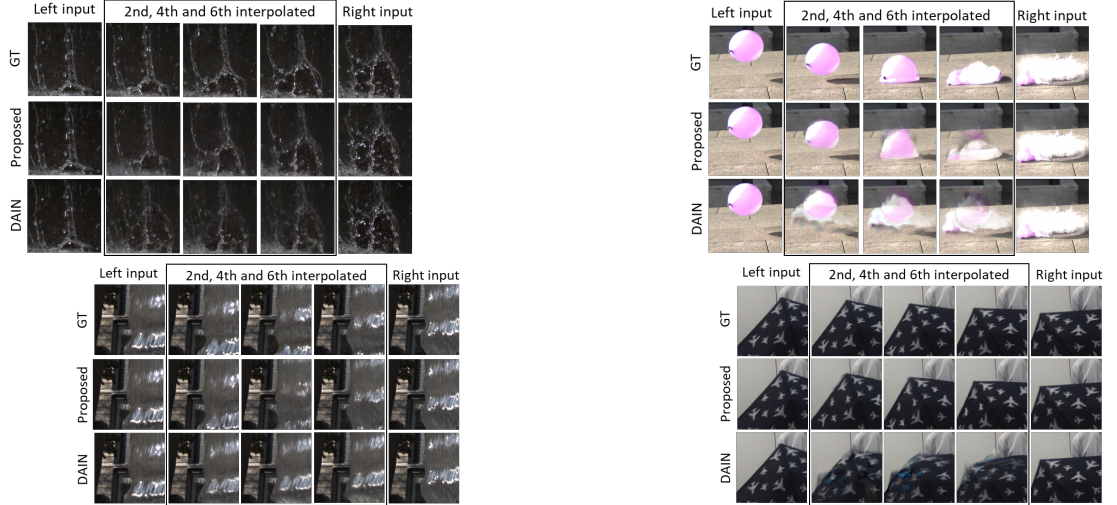 Left input 2nd, 4th and 6th interpolated Right input
GT
Proposed
DAIN
Left input 2nd, 4th and 6th interpolated Right input
GT
Proposed
DAIN
Left input 2nd, 4th and 6th interpolated Right input
GT
Proposed
DAIN
Left input 2nd, 4th and 6th interpolated Right input
GT
Proposed
DAIN